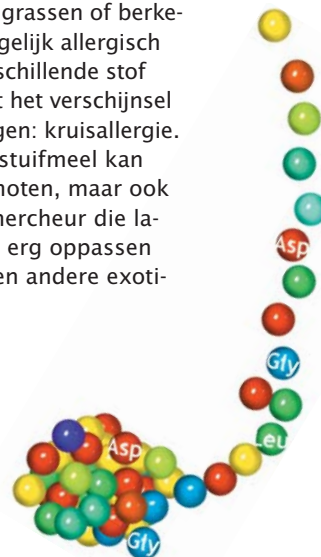 grassen of berke-
gelijk allergisch
schillende stof
t het verschijnsel
gen: kruisallergie.
stuifmeel kan
noten, maar ook
hercheur die la-
erg oppassen
en andere exoti-
Asp
Gly
Leu
Asp
Gly